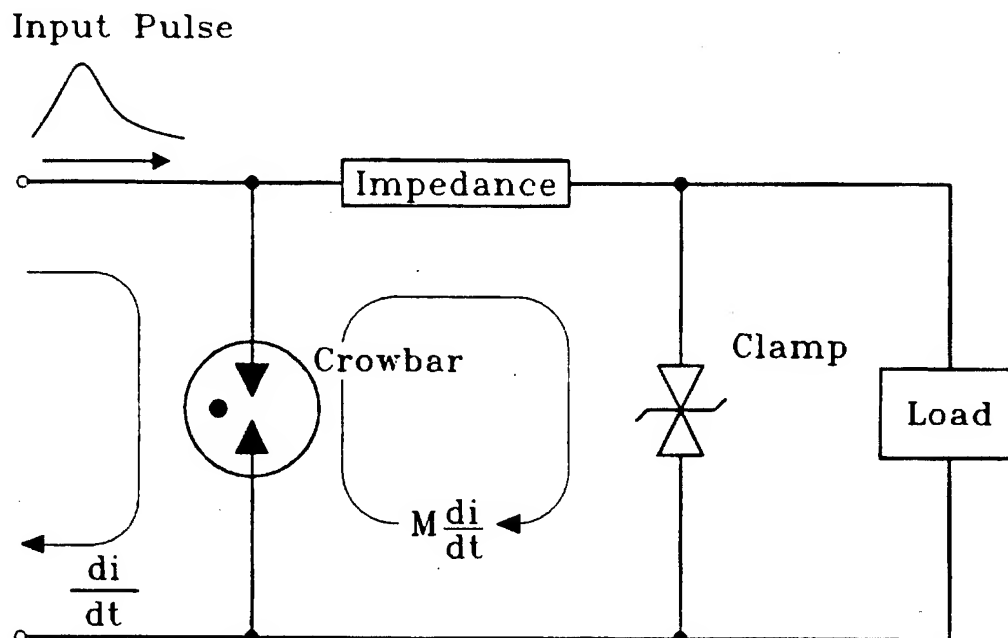 Input Pulse
Impedance
Crowbar
Clamp
Load
M di/dt
di/dt